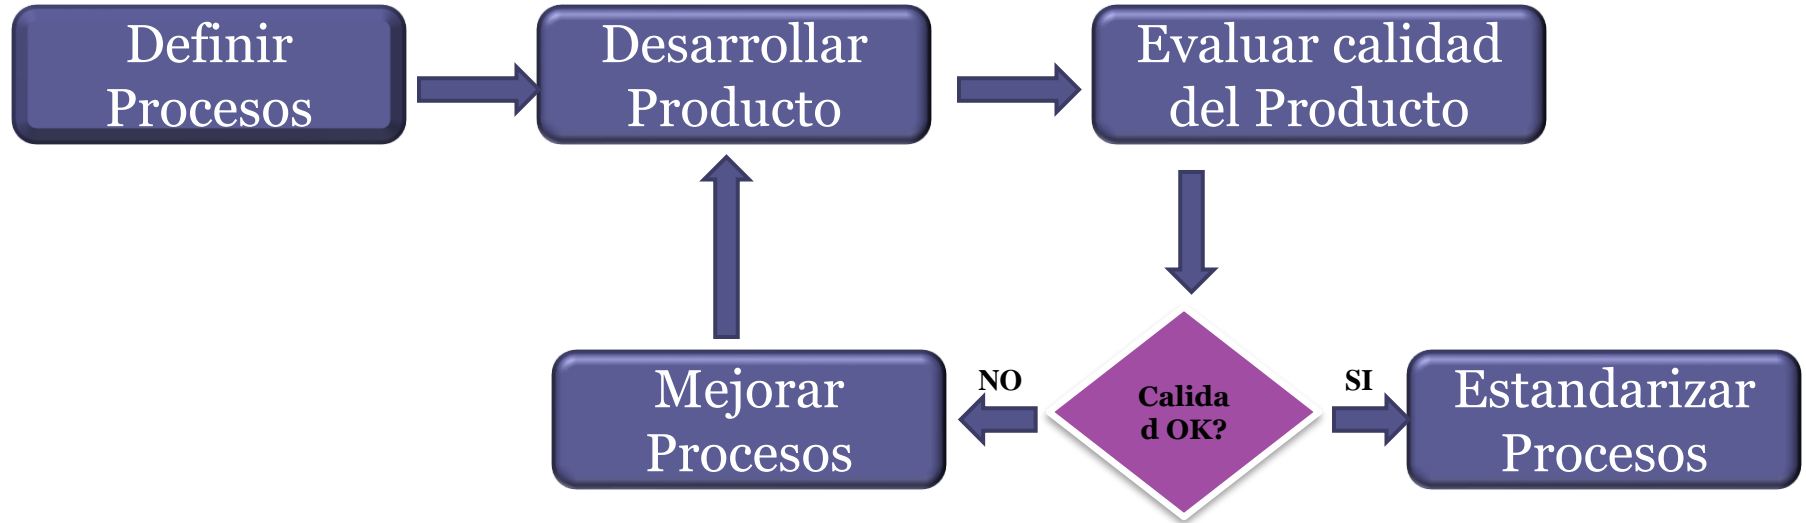 Definir
Procesos
Desarrollar
Producto
Evaluar calidad
del Producto
Mejorar
Procesos
NO
Calida
d OK?
SI
Estandarizar
Procesos